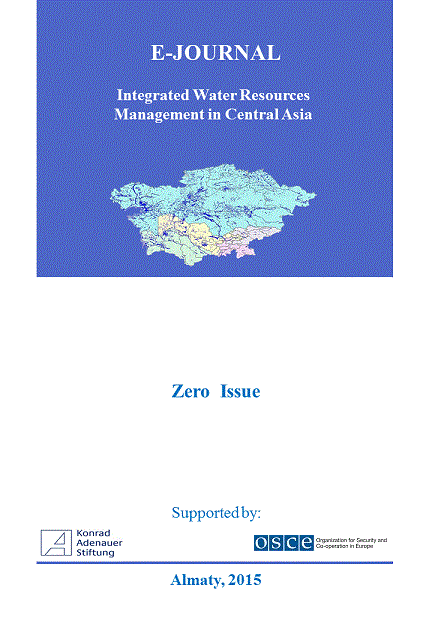 E-JOURNAL
Integrated Water Resources
Management in Central Asia
Zero Issue
Supported by:
Konrad
Adenauer
Stiftung
osce Organization for Security and
Co-operation in Europe
Almaty, 2015